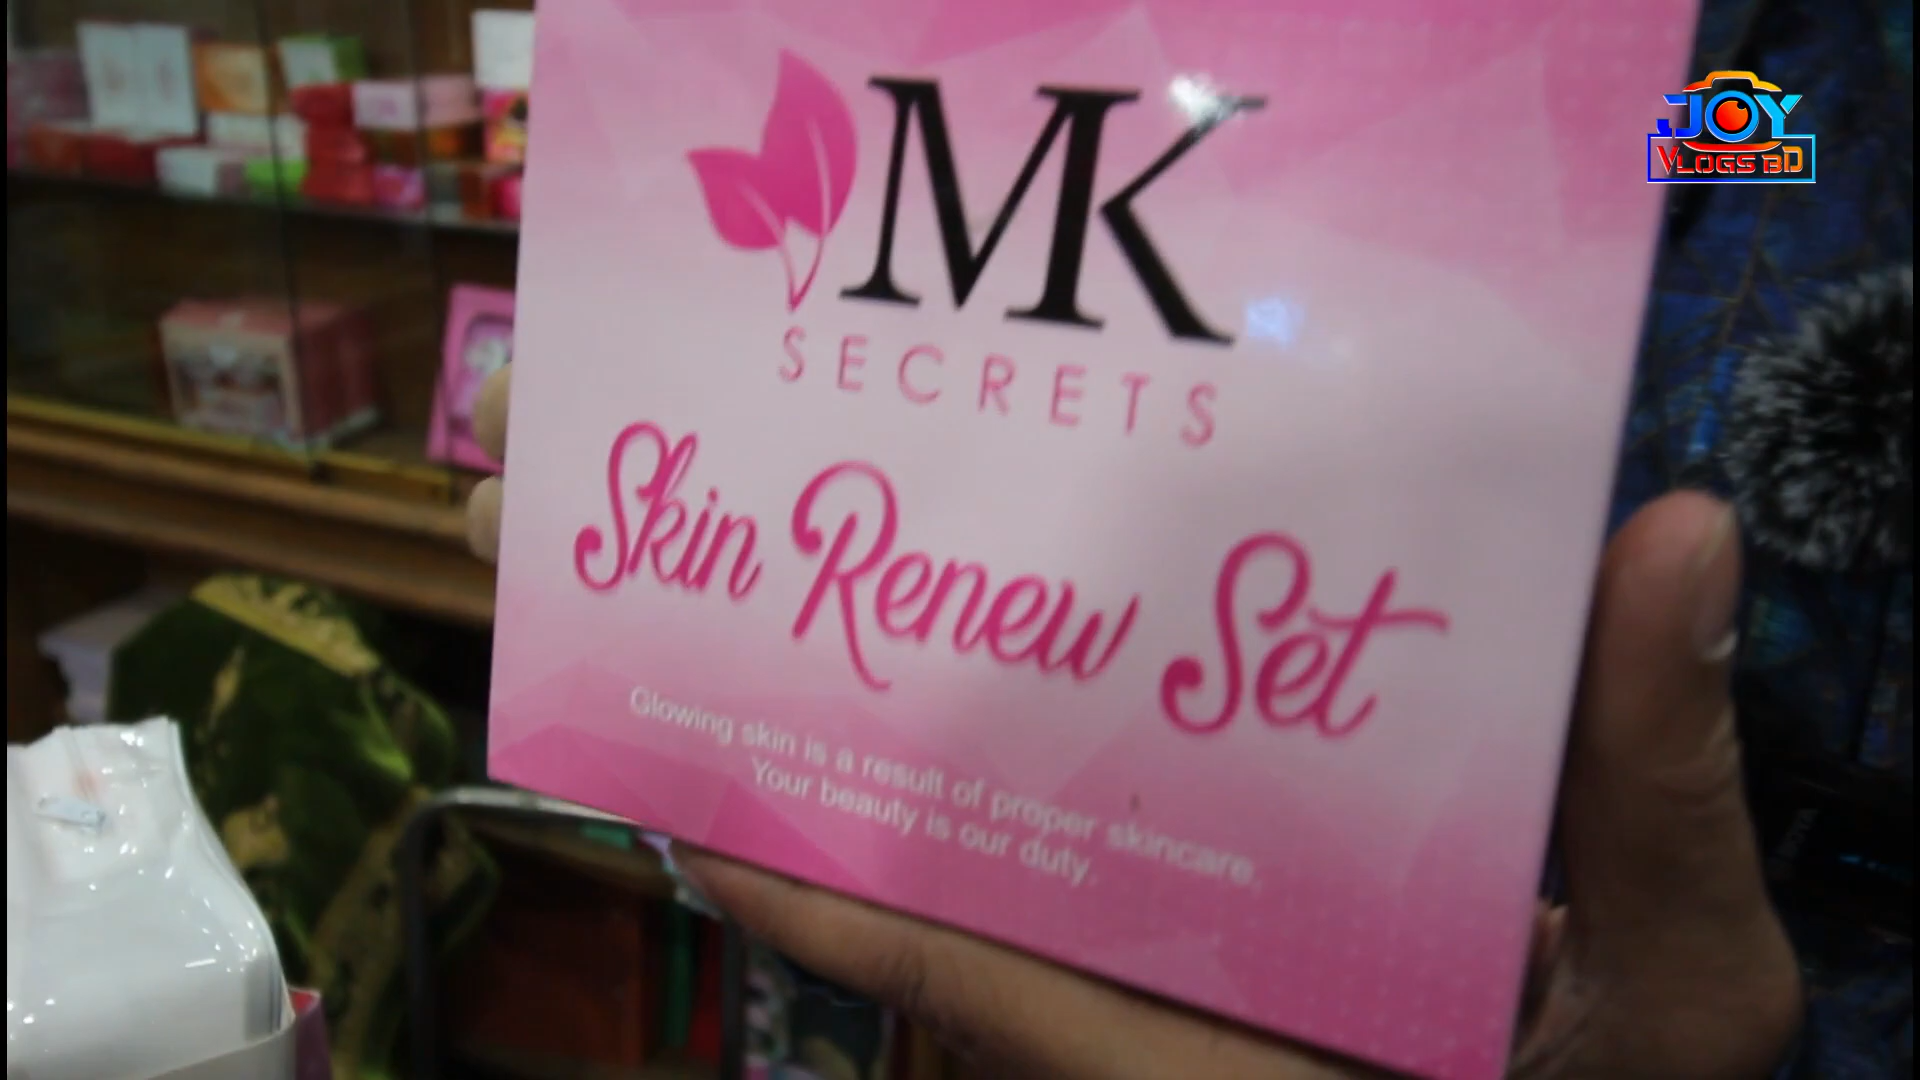 MK
SECRETS
Skin Renew Set
Glowing skin is a result of proper skincare.
Your beauty is our duty.
JOY
VLOGS BD